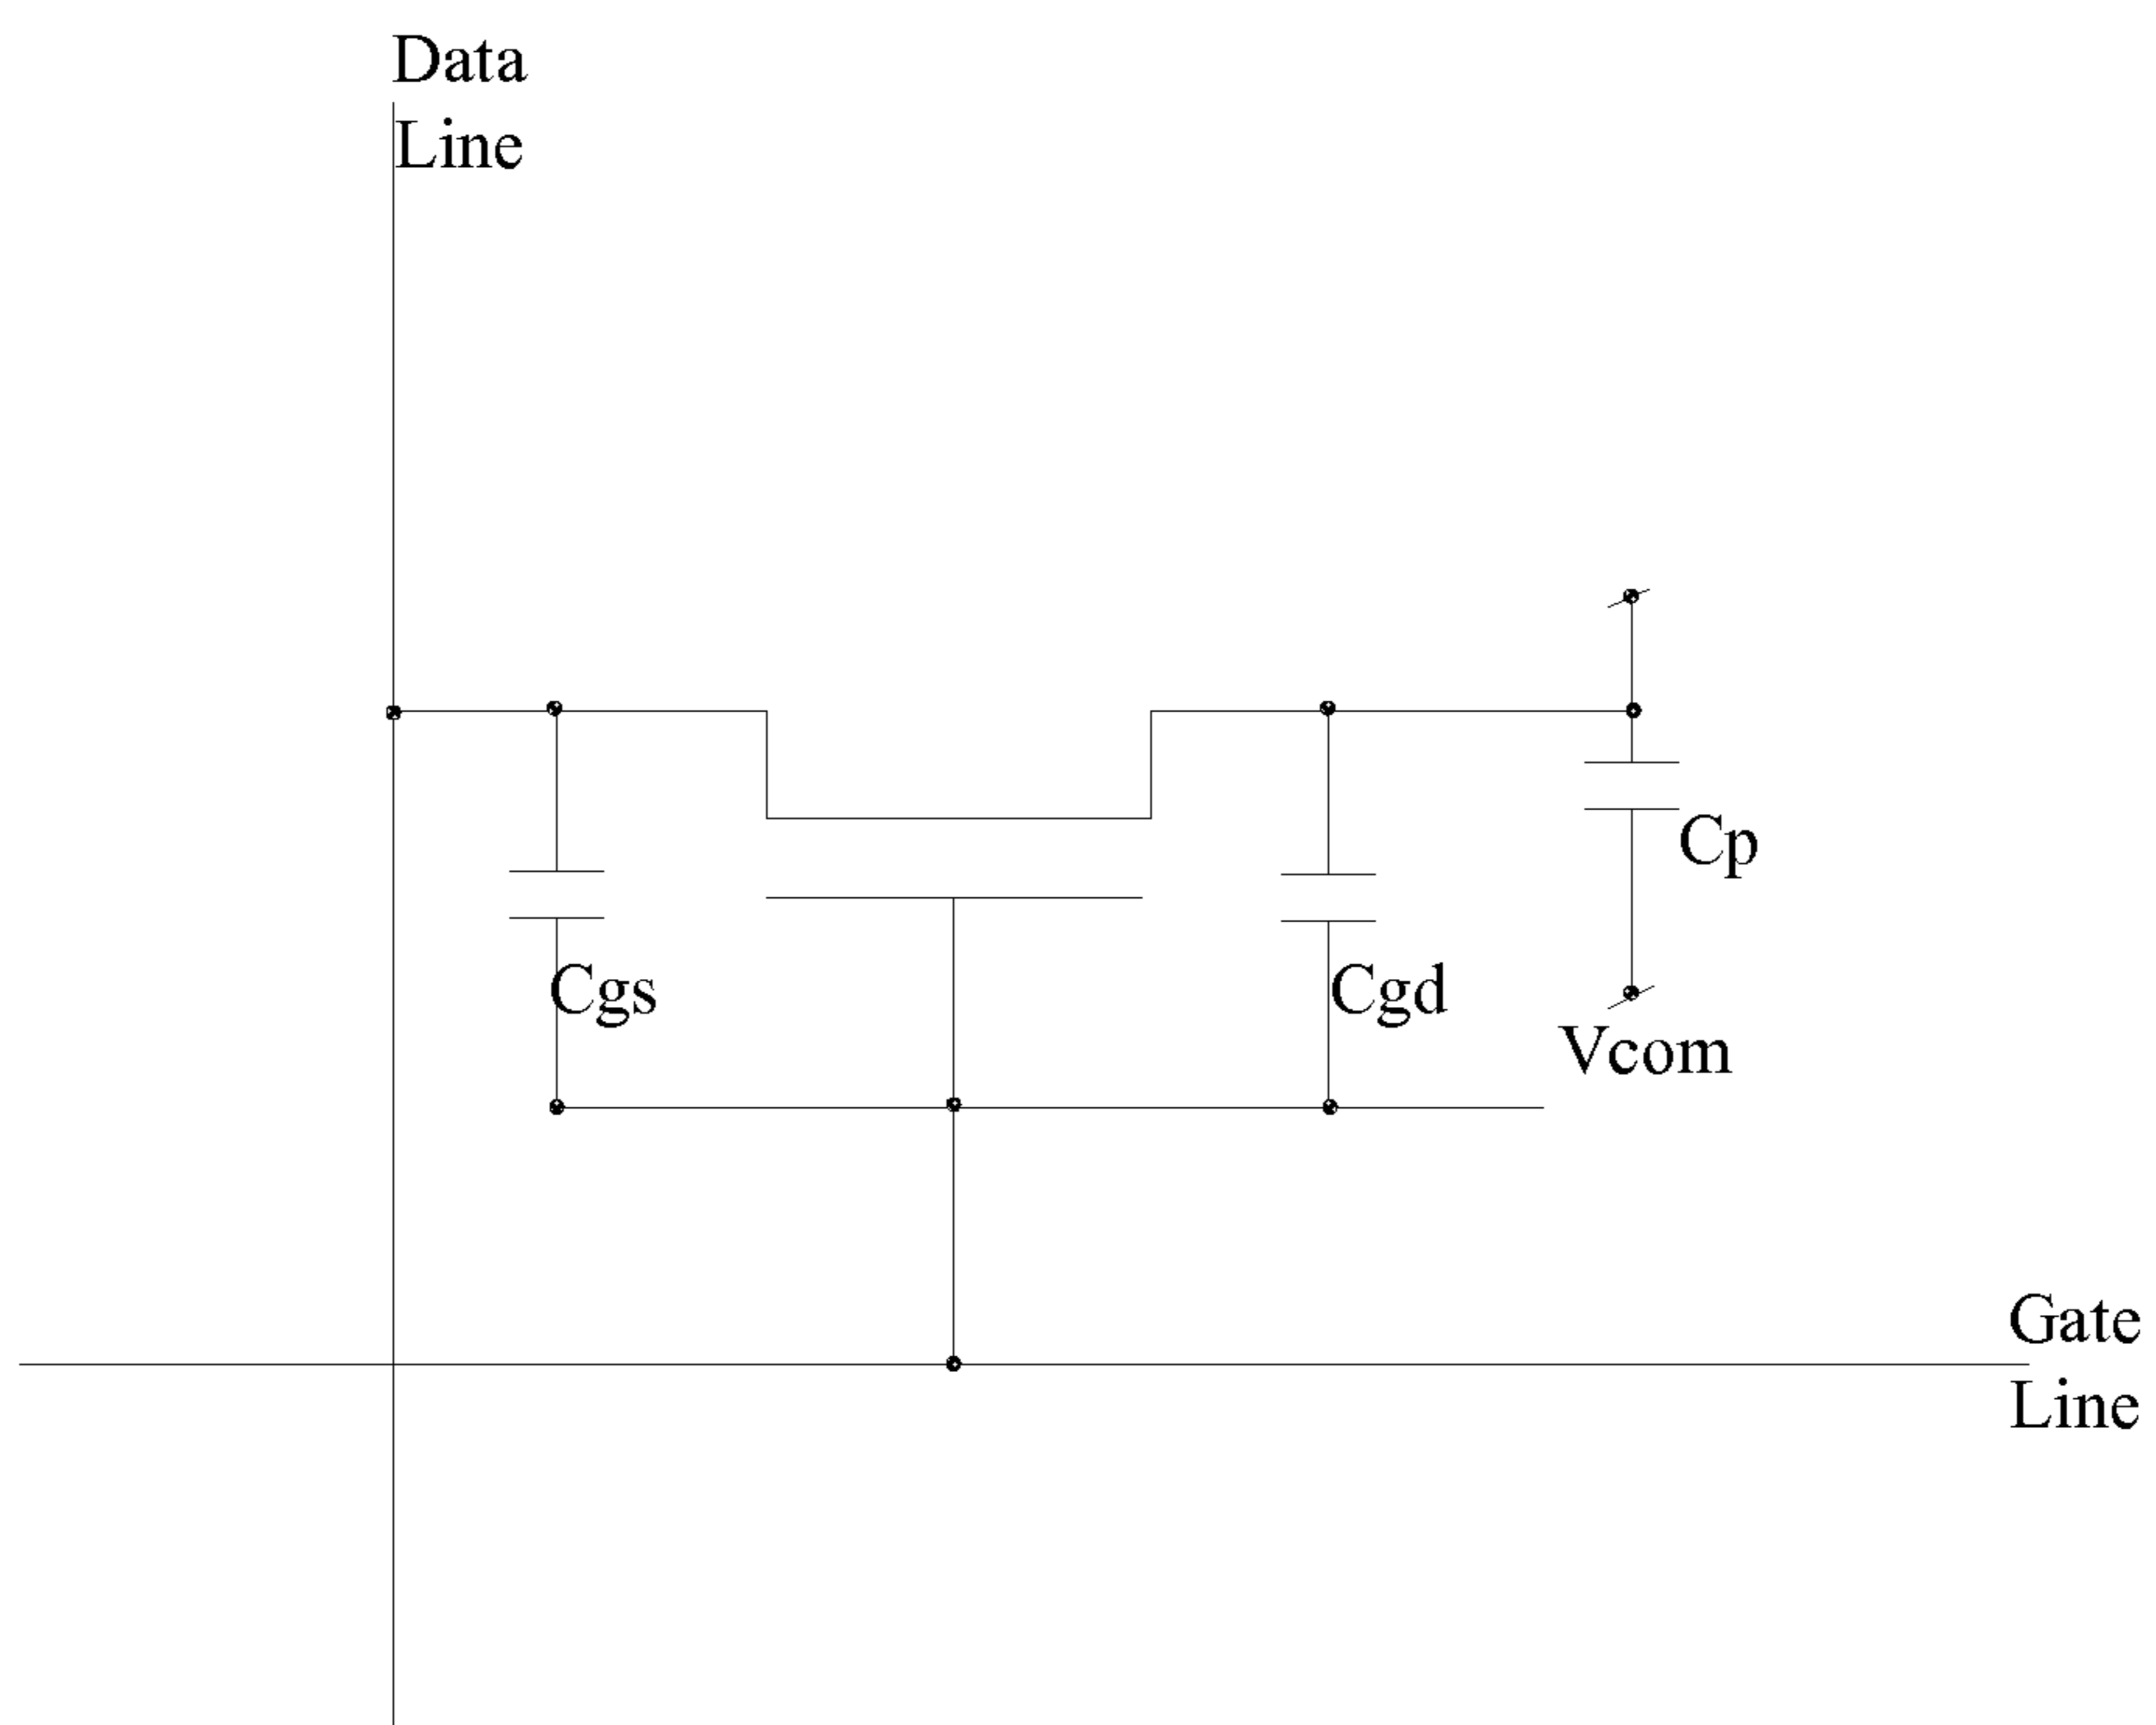 Data
Line
Cp
Cgs
Cgd
Vcom
Gate
Line